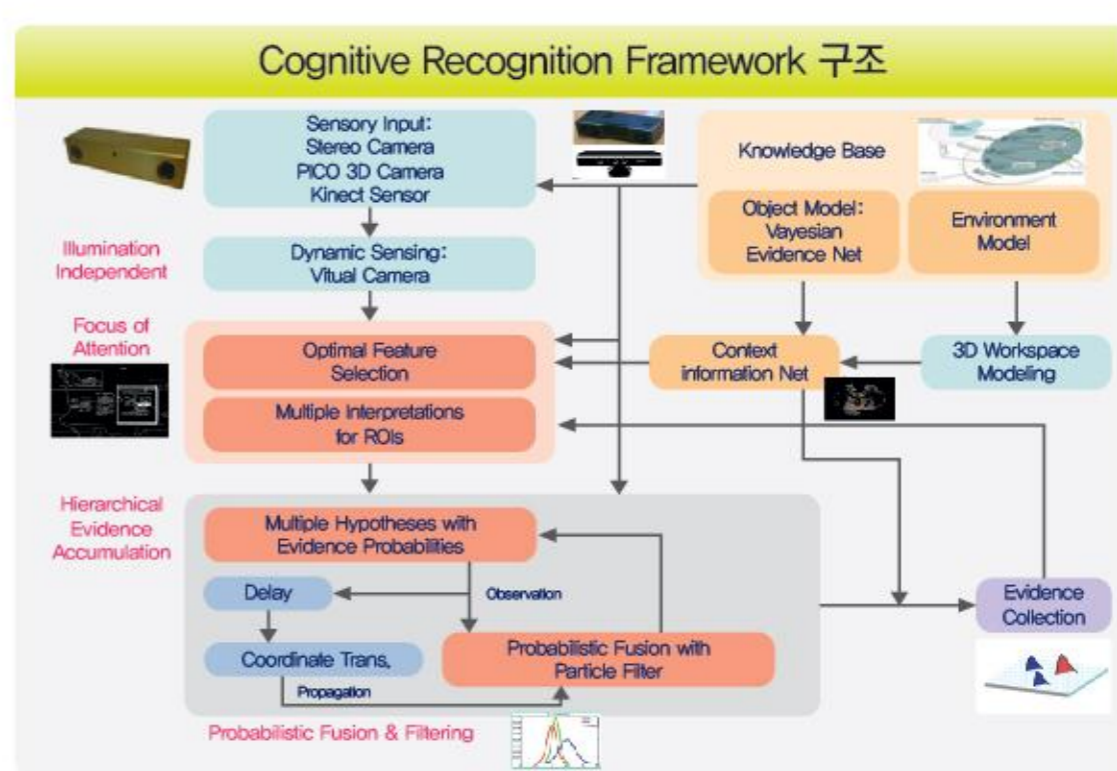 Cognitive Recognition Framework 구조
Sensory Input:
Stereo Camera
PICO 3D Camera
Kinect Sensor
Knowledge Base
Object Model:
Vayesian
Evidence Net
Environment
Model
Illumination
Independent
Dynamic Sensing:
Vitual Camera
Focus of
Attention
Optimal Feature
Selection
Context
information Net
3D Workspace
Modeling
Multiple Interpretations
for ROIs
Hierarchical
Evidence
Accumulation
Multiple Hypotheses with
Evidence Probabilities
Delay
Observation
Evidence
Collection
Coordinate Trans.
Probabilistic Fusion with
Particle Filter
Propagation
Probabilistic Fusion & Filtering